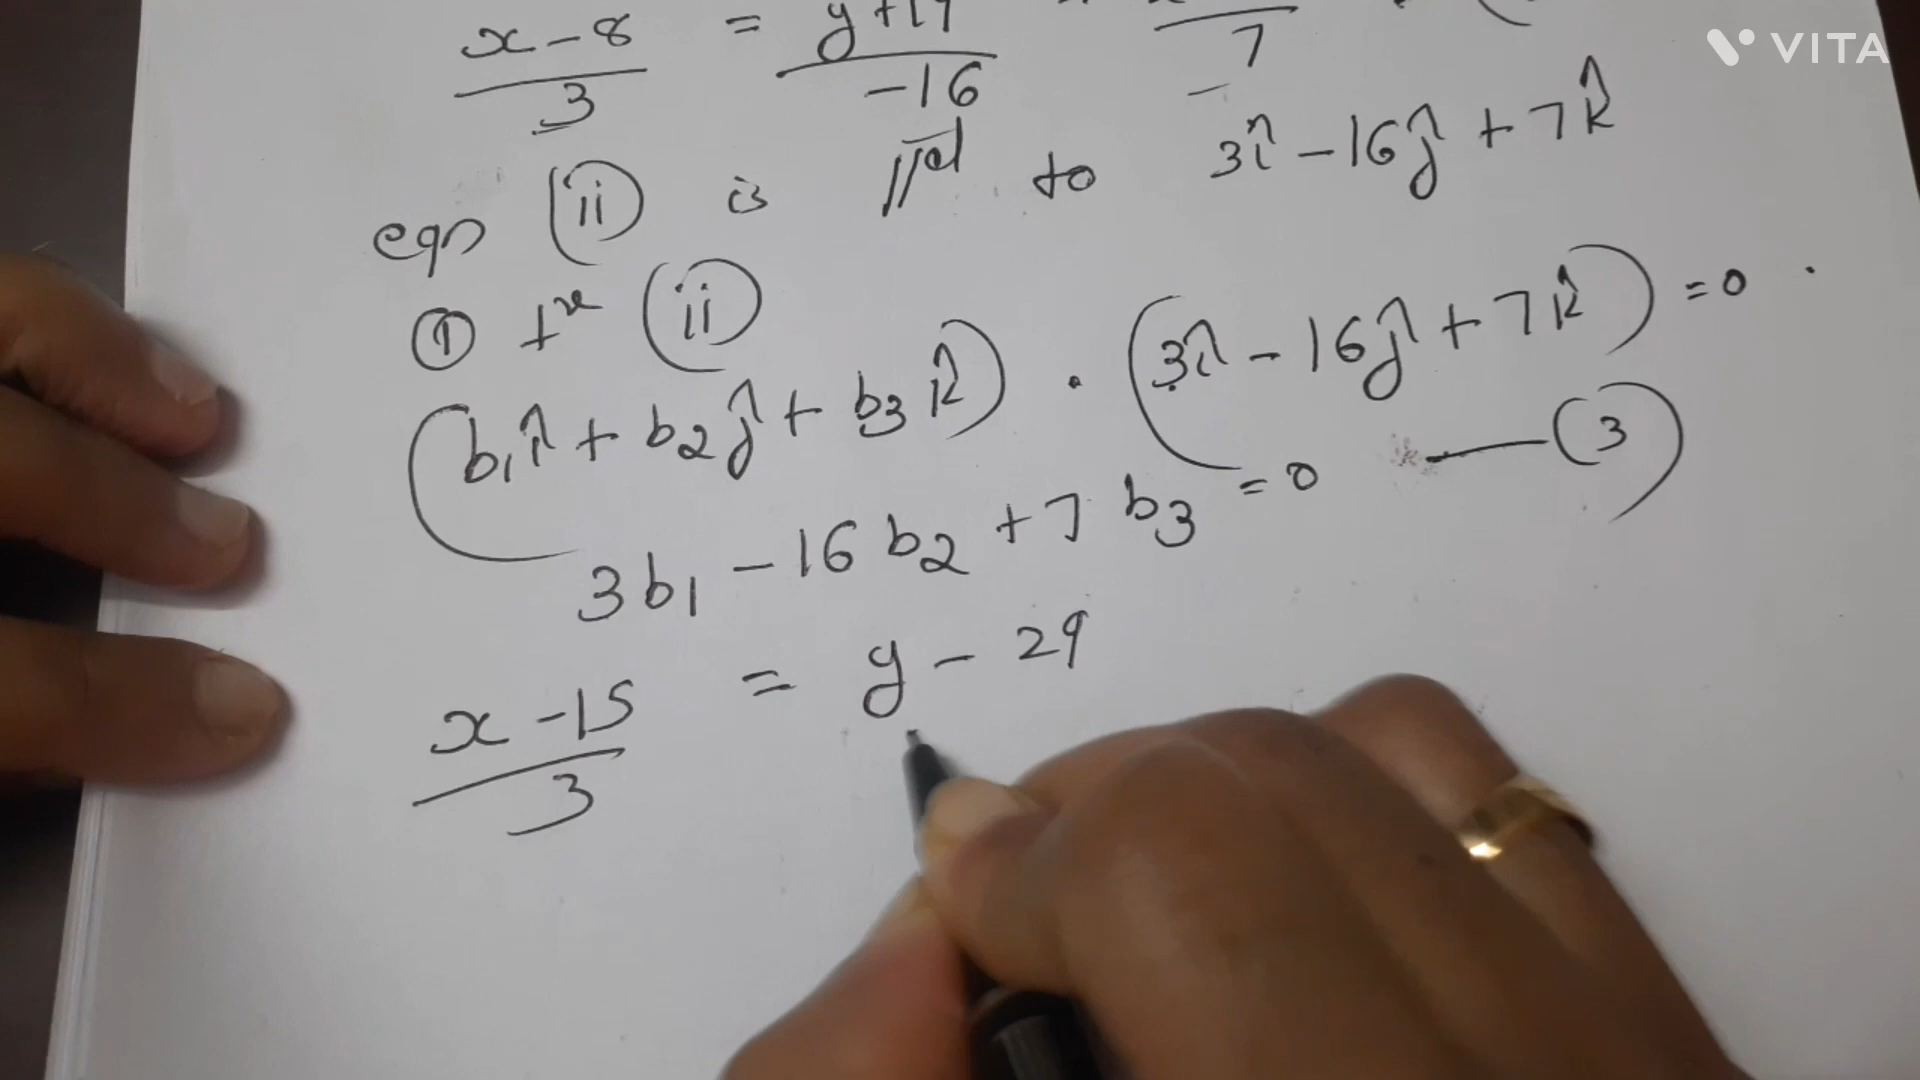 VITA
x - 8 / 3 = y + 19 / -16 = / 7
eqn (ii) is ||el to 3î - 16ĵ + 7k̂
(1) (ii)
(b₁î + b₂ĵ + b₃k̂) · (3î - 16ĵ + 7k̂) = 0
3b₁ - 16b₂ + 7b₃ = 0 — (3)
x - 15 / 3 = y - 29